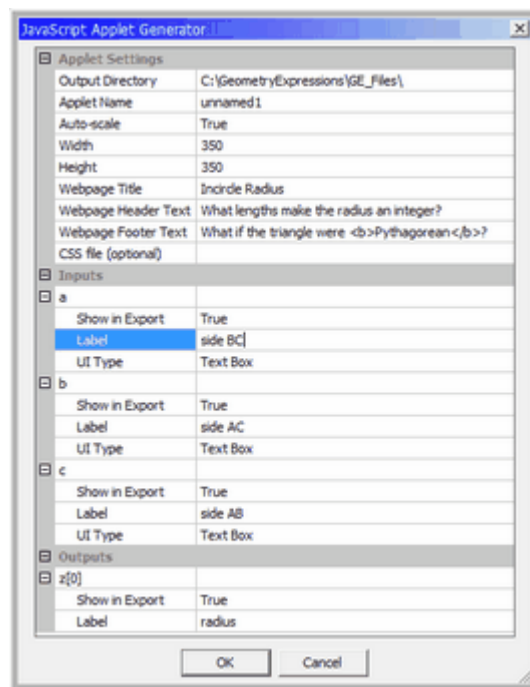 JavaScript Applet Generator
Applet Settings
Output Directory C:\GeometryExpressions\GE_Files\
Applet Name unnamed1
Auto-scale True
Width 350
Height 350
Webpage Title Incircle Radius
Webpage Header Text What lengths make the radius an integer?
Webpage Footer Text What if the triangle were <b>Pythagorean</b>?
CSS file (optional)
Inputs
a
Show in Export True
Label side BC
UI Type Text Box
b
Show in Export True
Label side AC
UI Type Text Box
c
Show in Export True
Label side AB
UI Type Text Box
Outputs
z[0]
Show in Export True
Label radius
OK Cancel